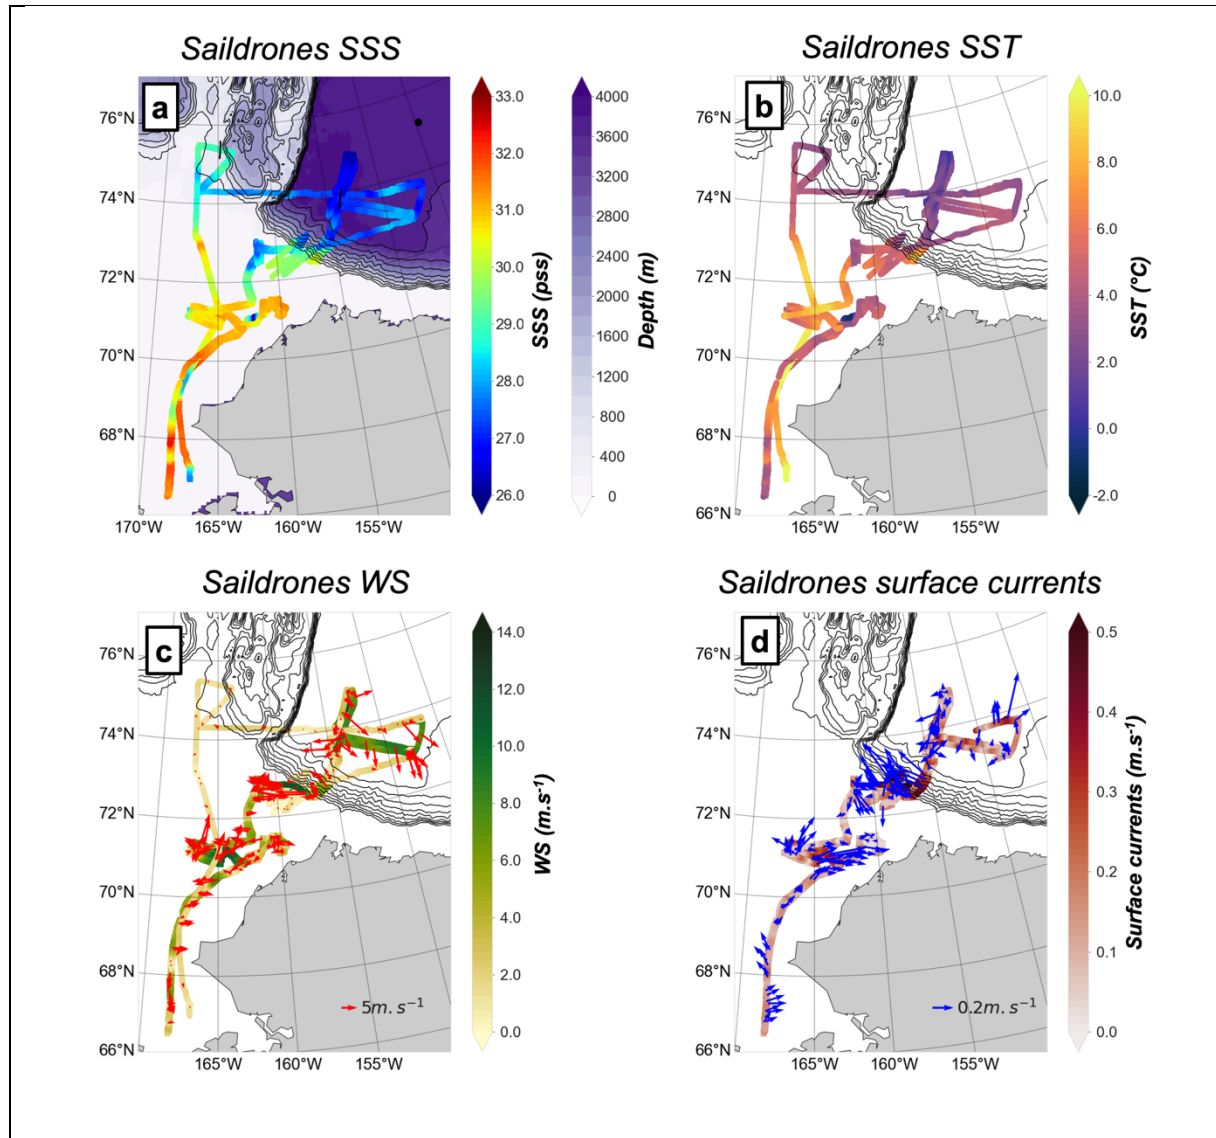 Saildrones SSS
a
76°N
74°N
72°N
70°N
68°N
170°W 165°W 160°W 155°W
33.0
32.0
31.0
30.0
29.0
28.0
27.0
26.0
SSS (pss)
4000
3600
3200
2800
2400
2000
1600
1200
800
400
0
Depth (m)
Saildrones SST
b
76°N
74°N
72°N
70°N
68°N
66°N
165°W 160°W 155°W
10.0
8.0
6.0
4.0
2.0
0.0
-2.0
SST (°C)
Saildrones WS
c
76°N
74°N
72°N
70°N
68°N
66°N
165°W 160°W 155°W
5m.s⁻¹
14.0
12.0
10.0
8.0
6.0
4.0
2.0
0.0
WS (m.s⁻¹)
Saildrones surface currents
d
76°N
74°N
72°N
70°N
68°N
66°N
165°W 160°W 155°W
0.2m.s⁻¹
0.5
0.4
0.3
0.2
0.1
0.0
Surface currents (m.s⁻¹)